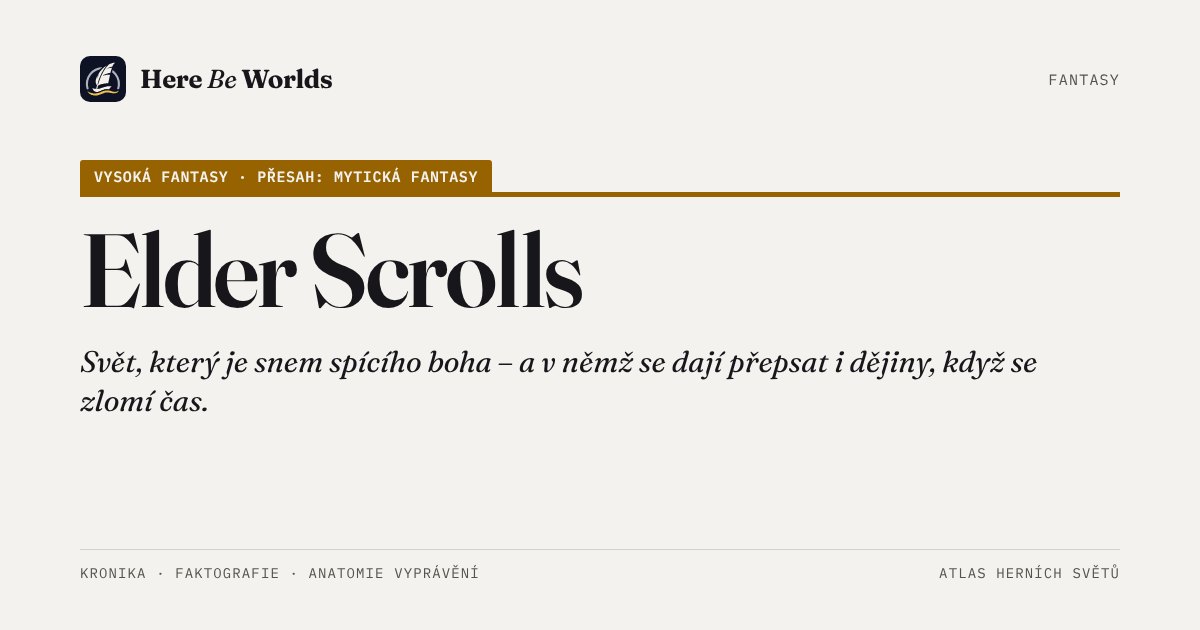 Here Be Worlds
FANTASY
VYSOKÁ FANTASY · PŘESAH: MYTICKÁ FANTASY
Elder Scrolls
Svět, který je snem spícího boha – a v němž se dají přepsat i dějiny, když se
zlomí čas.
KRONIKA · FAKTOGRAFIE · ANATOMIE VYPRÁVĚNÍ
ATLAS HERNÍCH SVĚTŮ